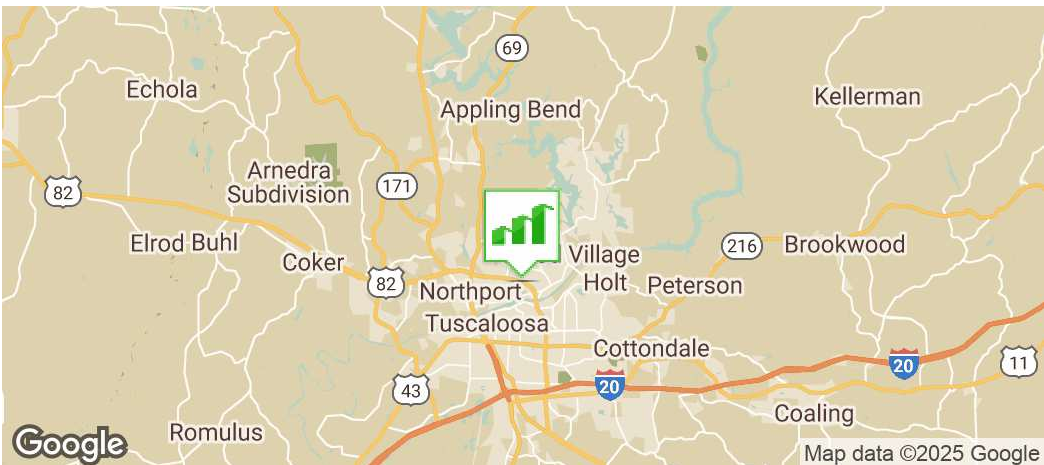 69
Echola
Kellerman
Appling Bend
Arnedra
Subdivision
171
82
Elrod Buhl
216
Brookwood
Village
Holt
Coker
82
Northport
Peterson
Tuscaloosa
Cottondale
11
20
20
43
Coaling
Romulus
Google
Map data ©2025 Google